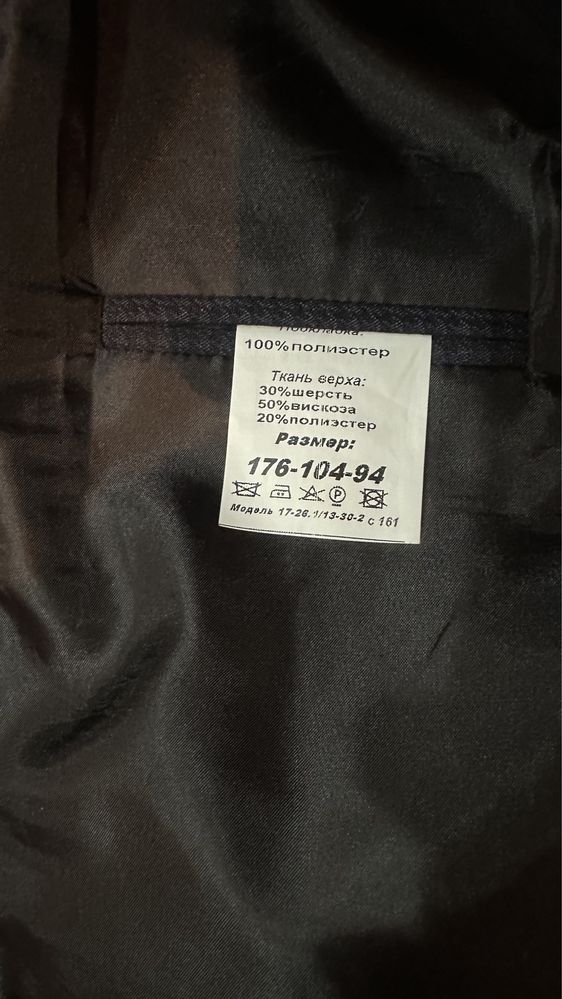 Подкладка:
100%полиэстер
Ткань верха:
30%шерсть
50%вискоза
20%полиэстер
Размер:
176-104-94
P
Модель 17-26.1/13-30-2 с 161